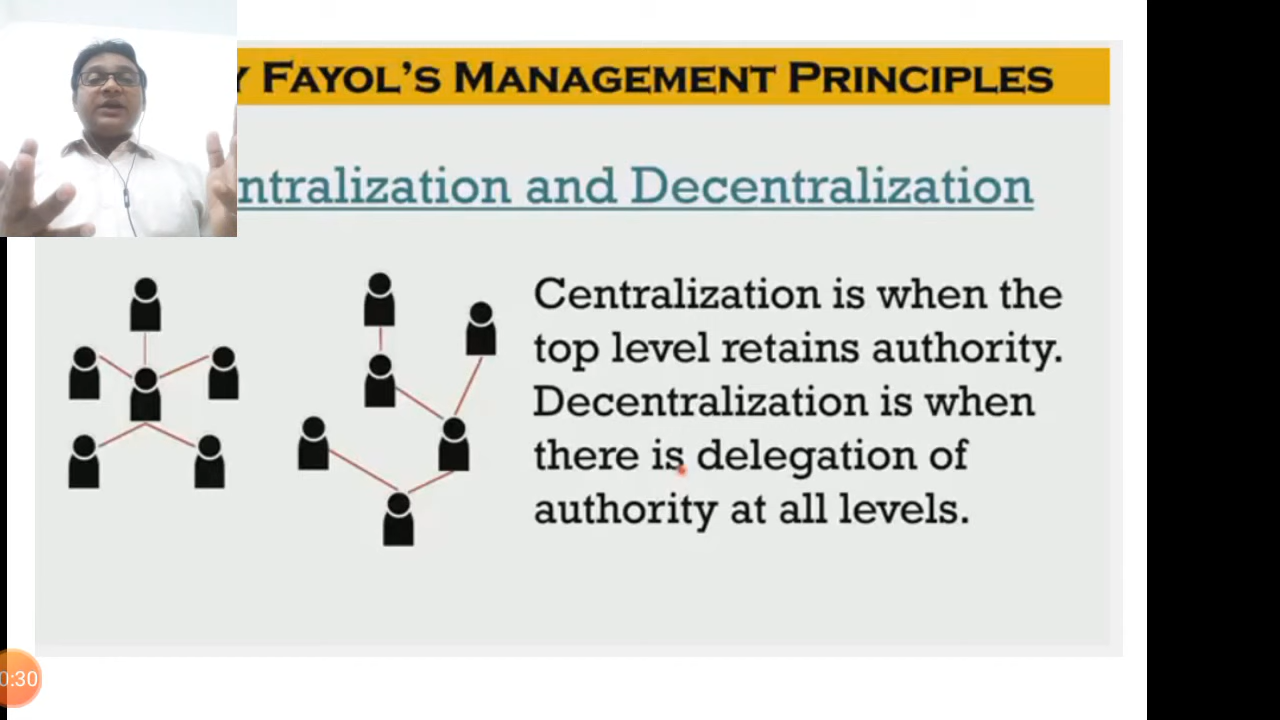 Y FAYOL'S MANAGEMENT PRINCIPLES
ntralization and Decentralization
Centralization is when the
top level retains authority.
Decentralization is when
there is delegation of
authority at all levels.
0:30